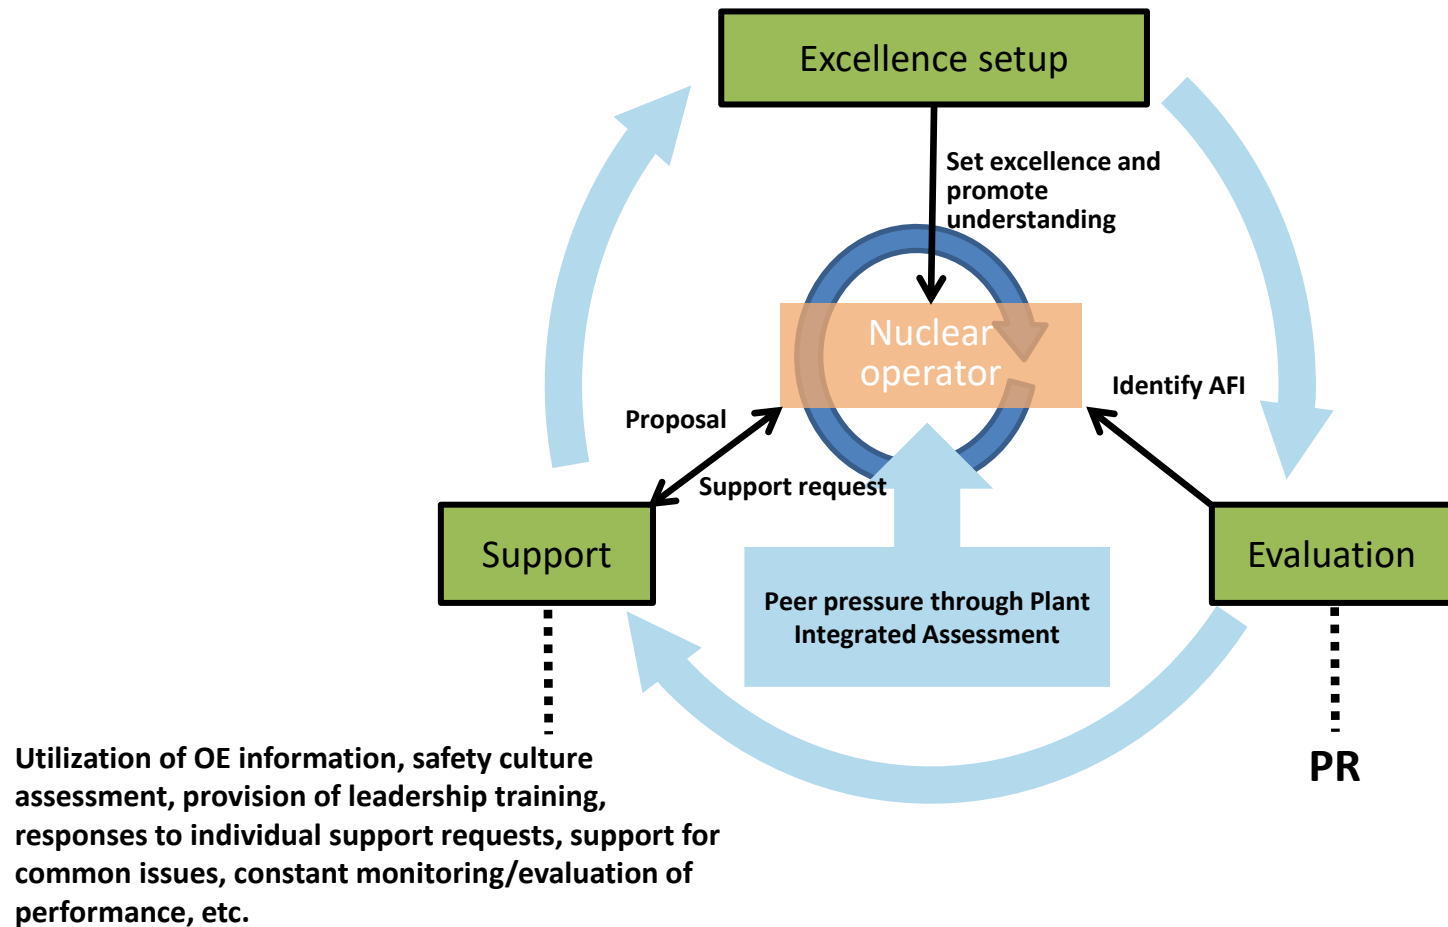 Excellence setup
Set excellence and
promote
understanding
Nuclear
operator
Identify AFI
Proposal
Support request
Support
Evaluation
Peer pressure through Plant
Integrated Assessment
PR
Utilization of OE information, safety culture
assessment, provision of leadership training,
responses to individual support requests, support for
common issues, constant monitoring/evaluation of
performance, etc.